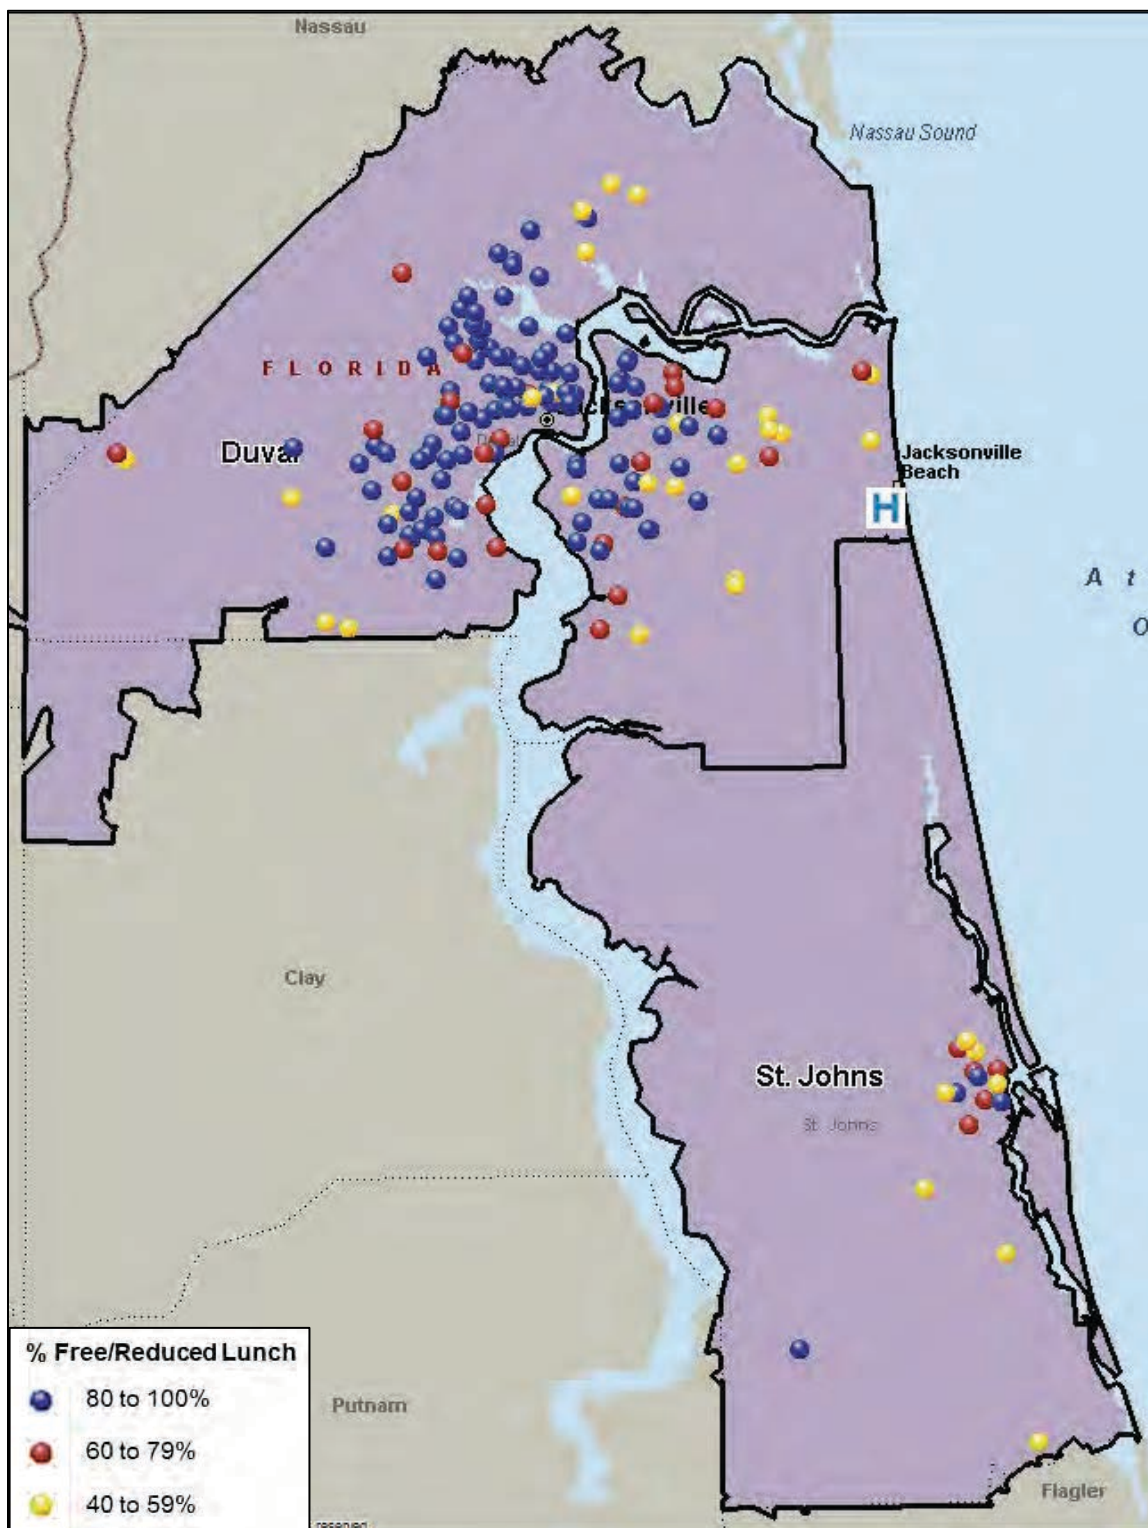 Nassau
Nassau Sound
FLORIDA
Duval
Jacksonville
Beach
H
A t
O
Clay
St. Johns
St. Johns
Putnam
Flagler
% Free/Reduced Lunch
80 to 100%
60 to 79%
40 to 59%
reserved